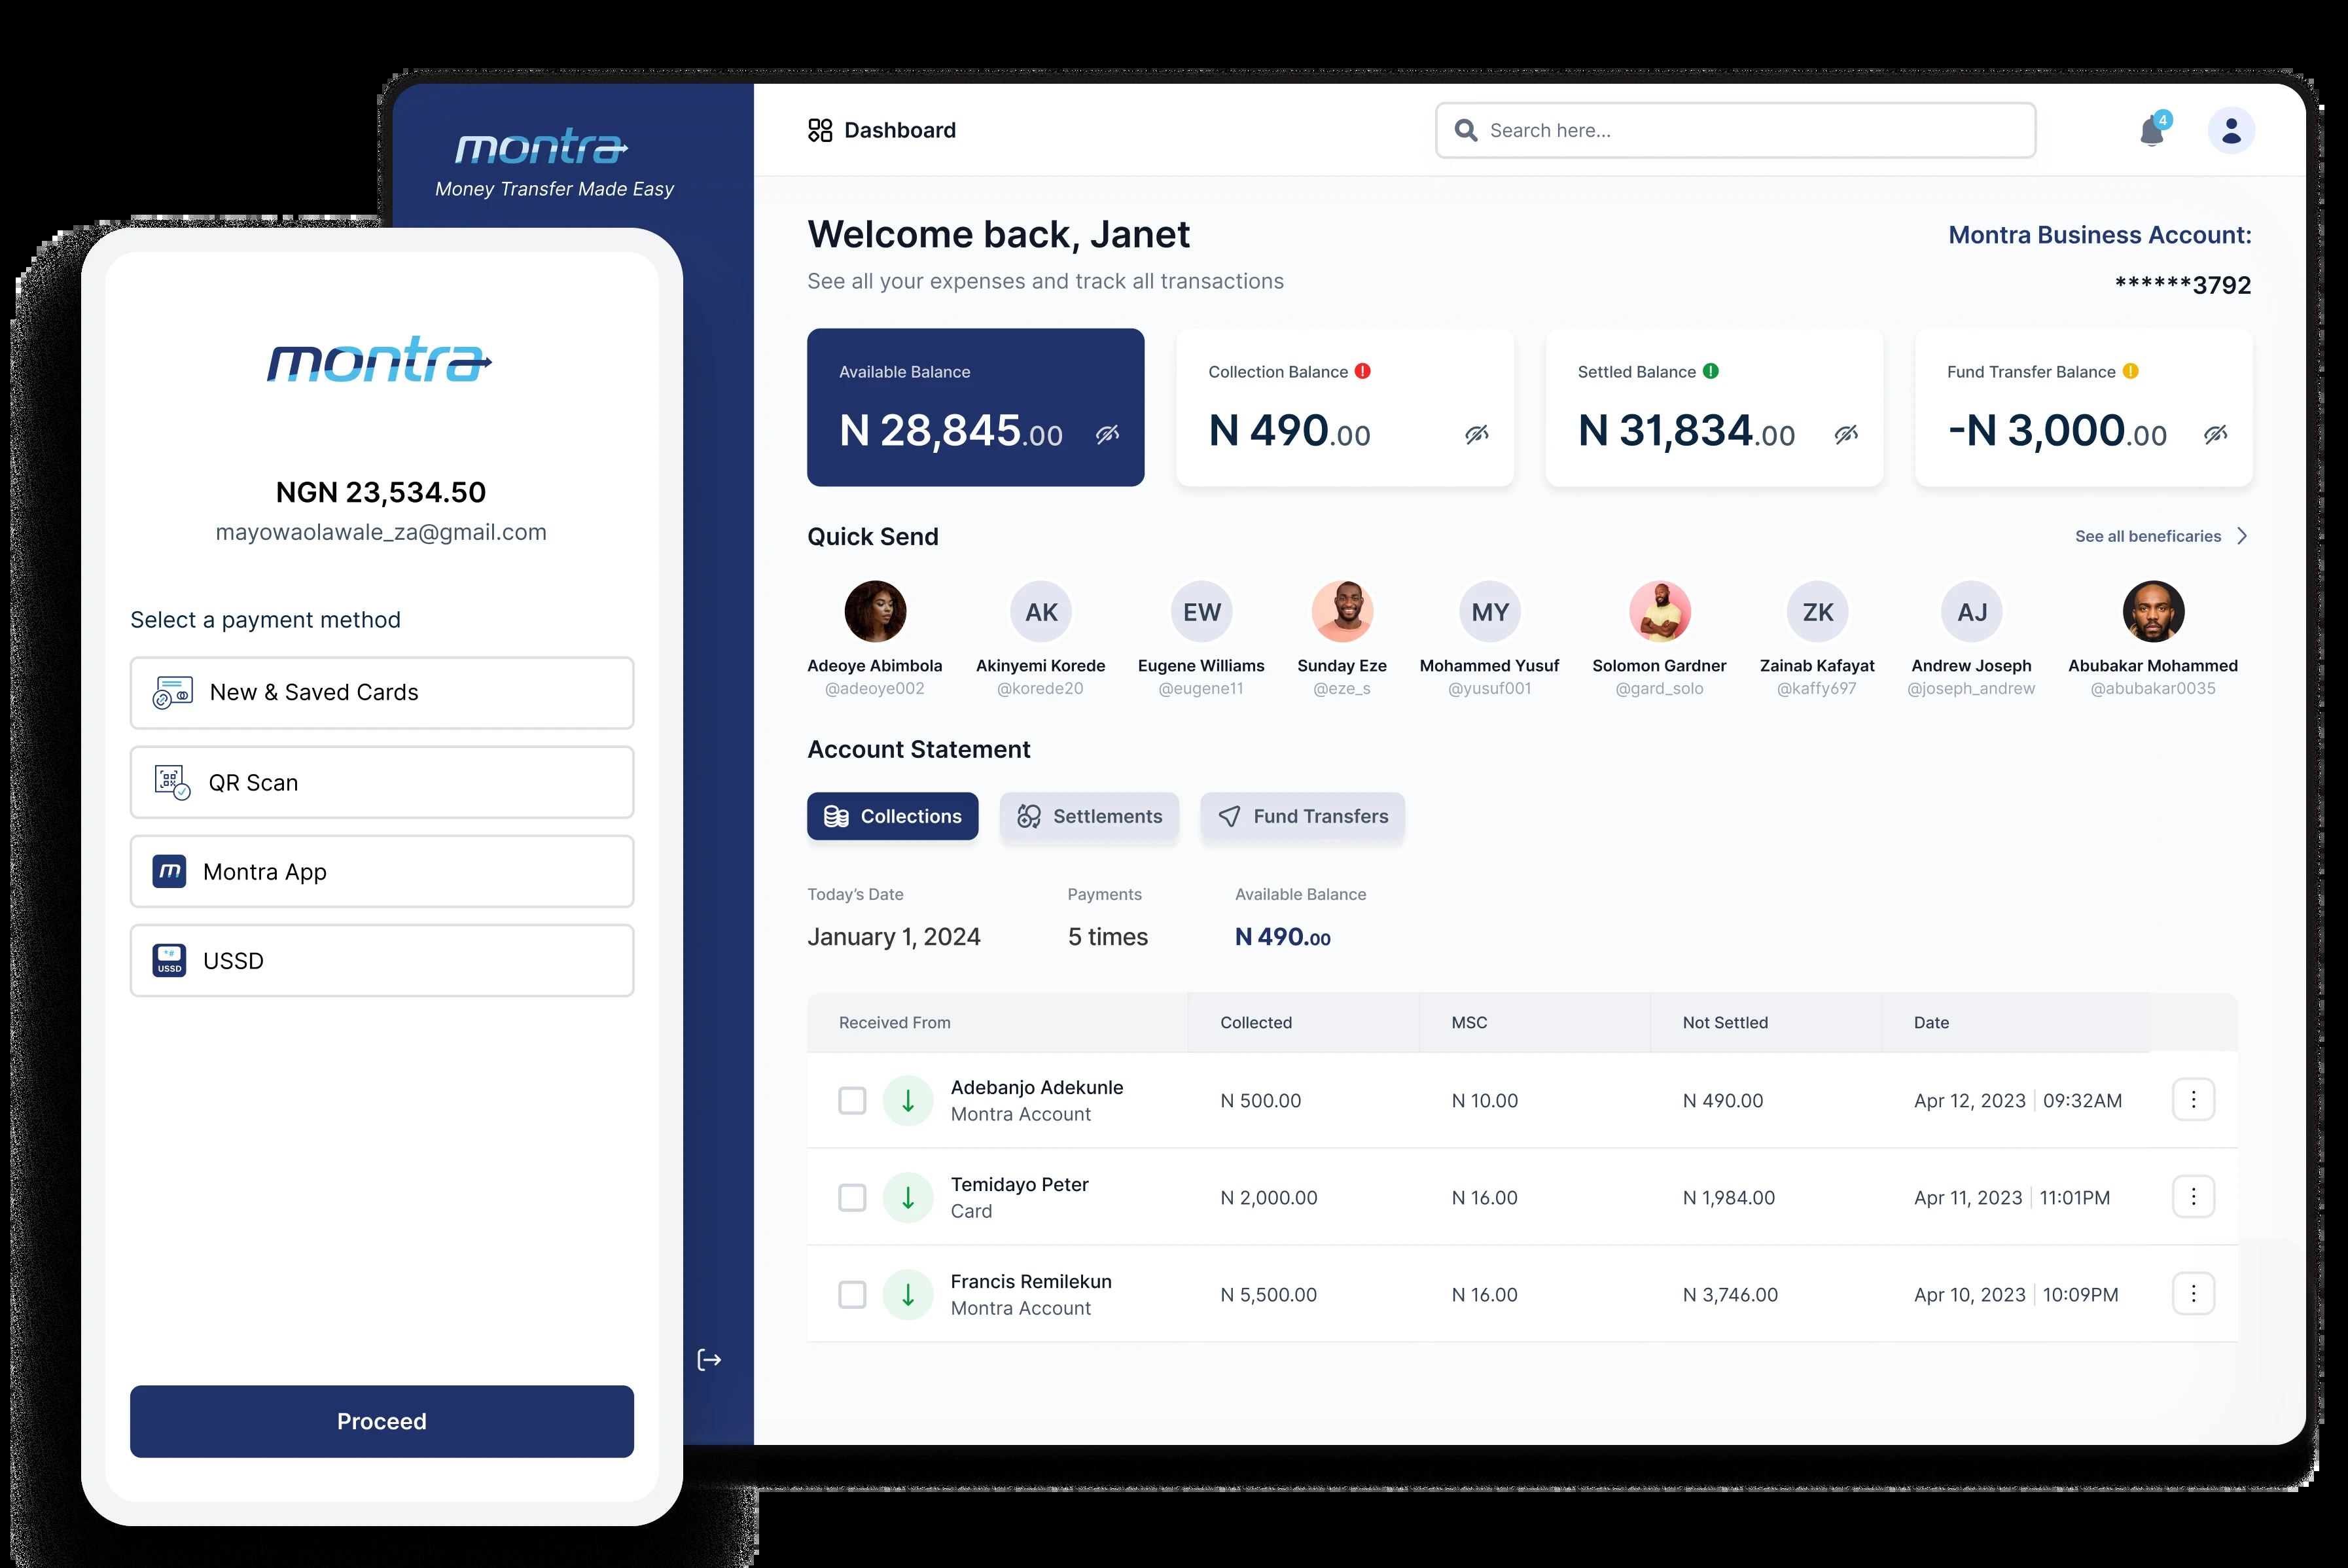 montra
Money Transfer Made Easy
montra
NGN 23,534.50
mayowaolawale_za@gmail.com
Select a payment method
New & Saved Cards
QR Scan
m
Montra App
*#
USSD
USSD
Proceed
Dashboard
Search here...
4
Welcome back, Janet
See all your expenses and track all transactions
Montra Business Account:
******3792
Available Balance
N 28,845.00
Collection Balance !
N 490.00
Settled Balance !
N 31,834.00
Fund Transfer Balance !
-N 3,000.00
Quick Send
See all beneficaries
Adeoye Abimbola
@adeoye002
AK
Akinyemi Korede
@korede20
EW
Eugene Williams
@eugene11
Sunday Eze
@eze_s
MY
Mohammed Yusuf
@yusuf001
Solomon Gardner
@gard_solo
ZK
Zainab Kafayat
@kaffy697
AJ
Andrew Joseph
@joseph_andrew
Abubakar Mohammed
@abubakar0035
Account Statement
Collections
Settlements
Fund Transfers
Today’s Date
January 1, 2024
Payments
5 times
Available Balance
N 490.00
Received From Collected MSC Not Settled Date
Adebanjo Adekunle
Montra Account
N 500.00 N 10.00 N 490.00 Apr 12, 2023 | 09:32AM
Temidayo Peter
Card
N 2,000.00 N 16.00 N 1,984.00 Apr 11, 2023 | 11:01PM
Francis Remilekun
Montra Account
N 5,500.00 N 16.00 N 3,746.00 Apr 10, 2023 | 10:09PM